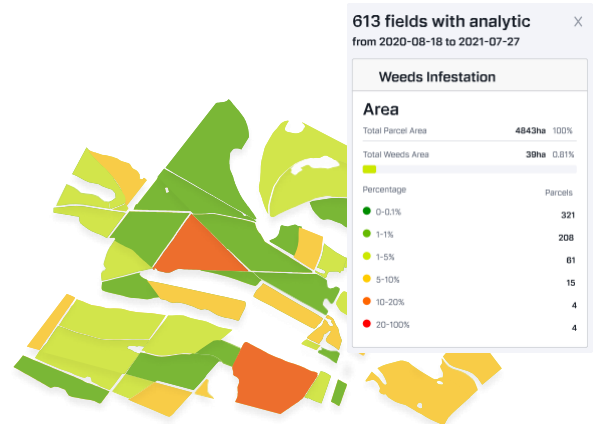 613 fields with analytic X
from 2020-08-18 to 2021-07-27
Weeds Infestation
Area
Total Parcel Area 4843ha 100%
Total Weeds Area 39ha 0.81%
Percentage Parcels
0-0.1% 321
1-1% 208
1-5% 61
5-10% 15
10-20% 4
20-100% 4